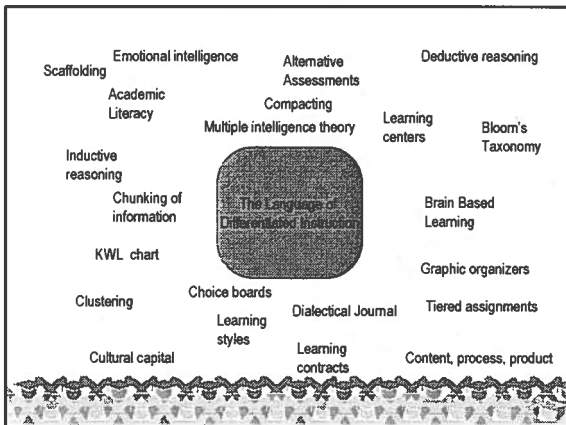 Emotional intelligence
Deductive reasoning
Scaffolding
Alternative
Assessments
Academic
Literacy
Compacting
Multiple intelligence theory
Learning
centers
Bloom's
Taxonomy
Inductive
reasoning
Chunking of
information
The Language of
Differentiated Instruction
Brain Based
Learning
KWL chart
Graphic organizers
Clustering
Choice boards
Learning
styles
Dialectical Journal
Tiered assignments
Cultural capital
Learning
contracts
Content, process, product